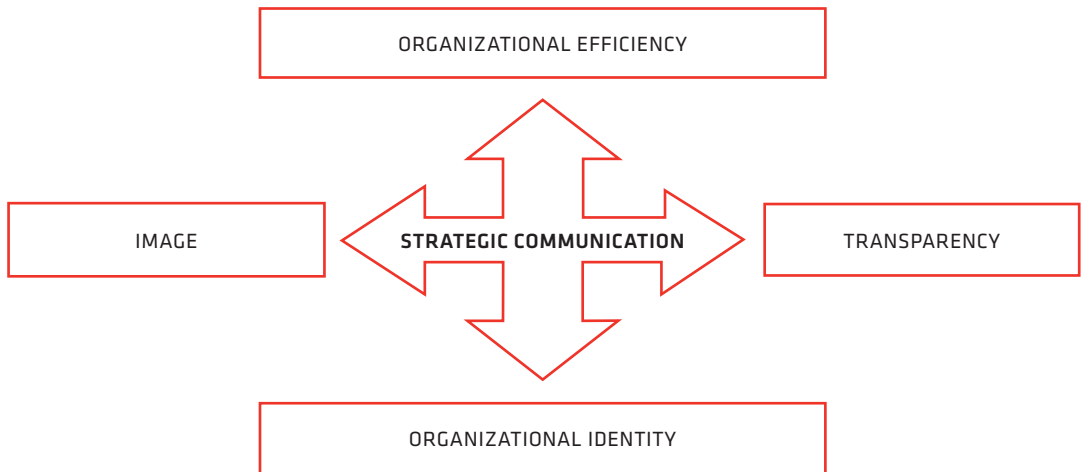 ORGANIZATIONAL EFFICIENCY
IMAGE
STRATEGIC COMMUNICATION
TRANSPARENCY
ORGANIZATIONAL IDENTITY